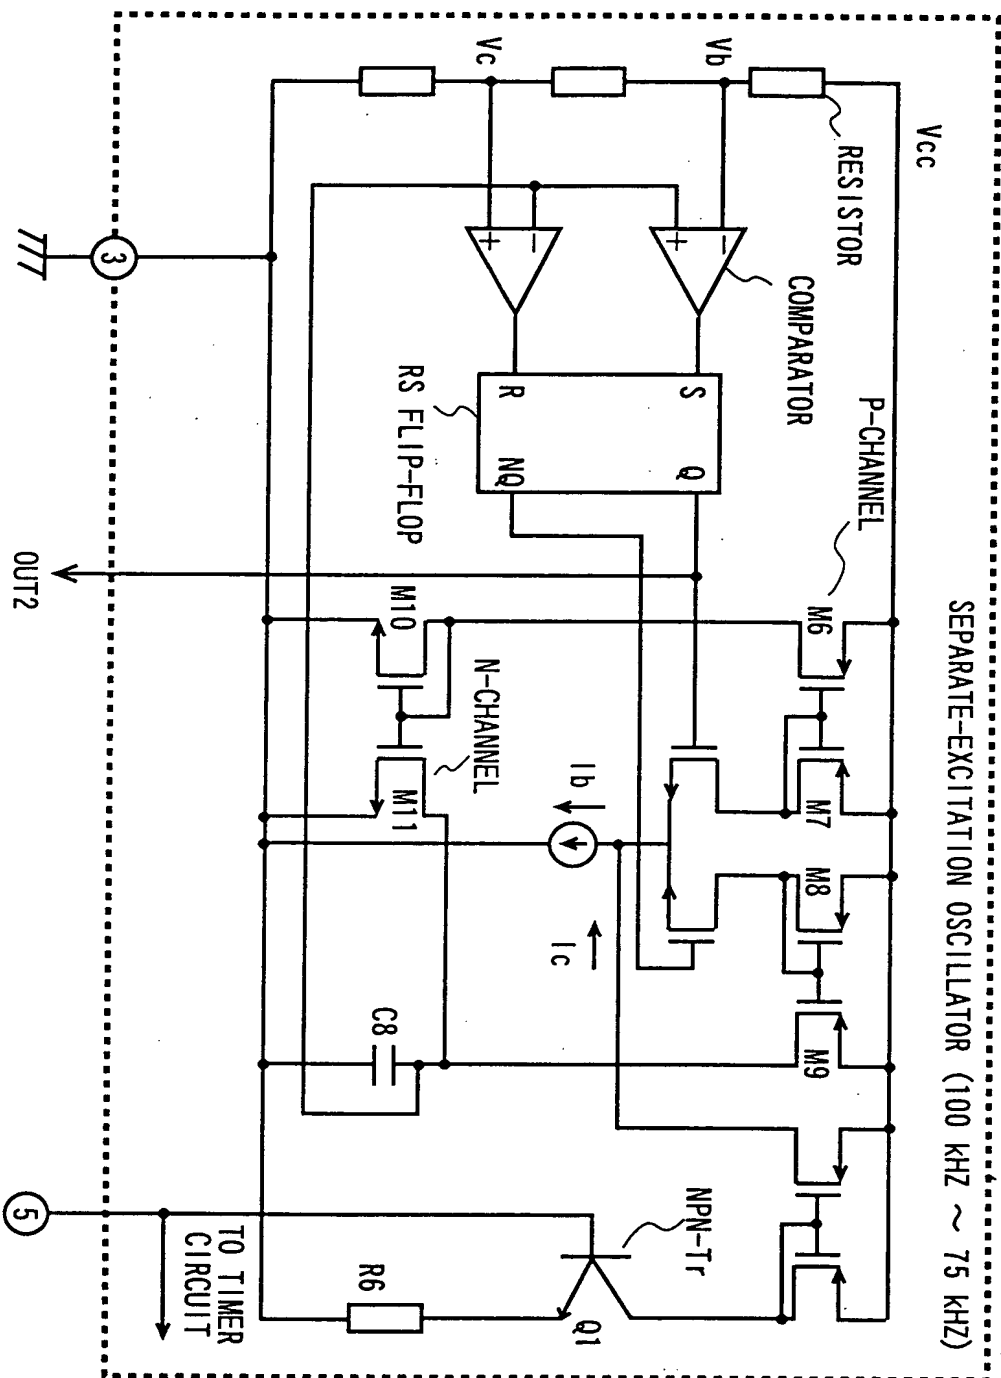 SEPARATE-EXCITATION OSCILLATOR (100 kHZ ~ 75 kHZ)
Vcc
P-CHANNEL
M6
M7
M8
M9
RESISTOR
Vb
Vc
COMPARATOR
-
+
-
+
S
Q
R
NQ
RS FLIP-FLOP
Ib
Ic
NPN-Tr
Q1
M10
N-CHANNEL
M11
C8
R6
3
OUT2
TO TIMER
CIRCUIT
5